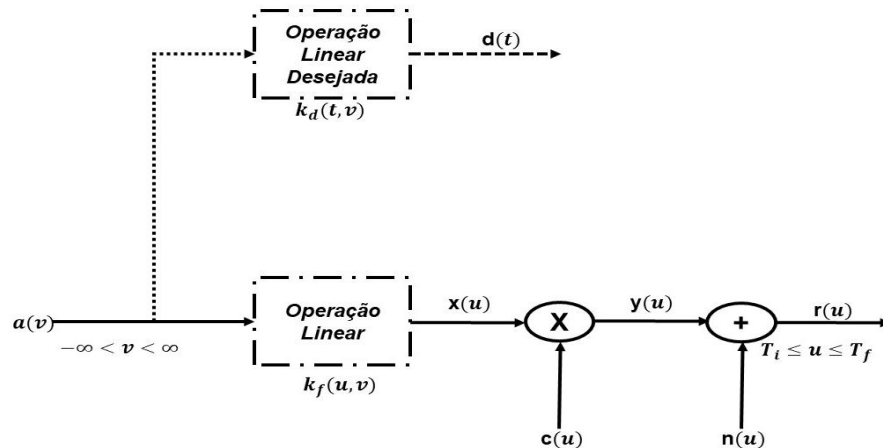 Operação
Linear
Desejada
d(t)
k_d(t, v)
a(v)
−∞ < v < ∞
Operação
Linear
k_f(u, v)
x(u)
X
y(u)
+
r(u)
T_i ≤ u ≤ T_f
c(u)
n(u)